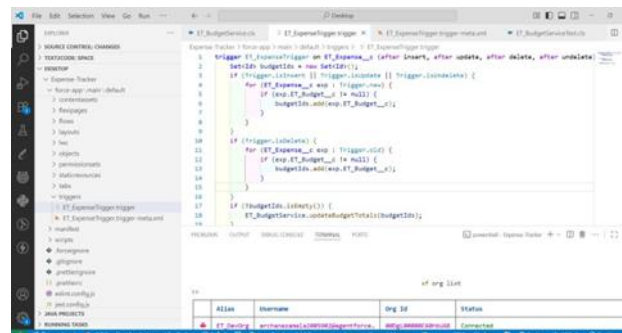 File Edit Selection View Go Run ...
Desktop
EXPLORER
ET_BudgetService.cls
ET_ExpenseTrigger.trigger
ET_ExpenseTrigger.trigger-meta.xml
ET_BudgetServiceTest.cls
Expense Tracker > force-app > main > default > triggers > ET_ExpenseTrigger.trigger
SOURCE CONTROL: CHANGES
DESKTOP
Expense-Tracker
force-app \ main \ default
contentassets
flexipages
flows
layouts
lwc
objects
permissionsets
staticresources
tabs
triggers
ET_ExpenseTrigger.trigger
ET_ExpenseTrigger.trigger-meta.xml
manifest
scripts
.forceignore
.gitignore
.prettierignore
.prettierrc
eslint.config.js
jest.config.js
JAVA PROJECTS
RUNNING TASKS
1 trigger ET_ExpenseTrigger on ET_Expense__c (after insert, after update, after delete, after undelete)
2 Set<Id> budgetIds = new Set<Id>();
3 if (Trigger.isInsert || Trigger.isUpdate || Trigger.isUndelete) {
4 for (ET_Expense__c exp : Trigger.new) {
5 if (exp.ET_Budget__c != null) {
6 budgetIds.add(exp.ET_Budget__c);
7 }
8 }
9 }
10 if (Trigger.isDelete) {
11 for (ET_Expense__c exp : Trigger.old) {
12 if (exp.ET_Budget__c != null) {
13 budgetIds.add(exp.ET_Budget__c);
14 }
15 }
16 }
17 if (!budgetIds.isEmpty()) {
18 ET_BudgetService.updateBudgetTotals(budgetIds);
PROBLEMS OUTPUT DEBUG CONSOLE TERMINAL PORTS
powershell - Expense Tracker
sf org list
Alias Username Org Id Status
ET_DevOrg Connected